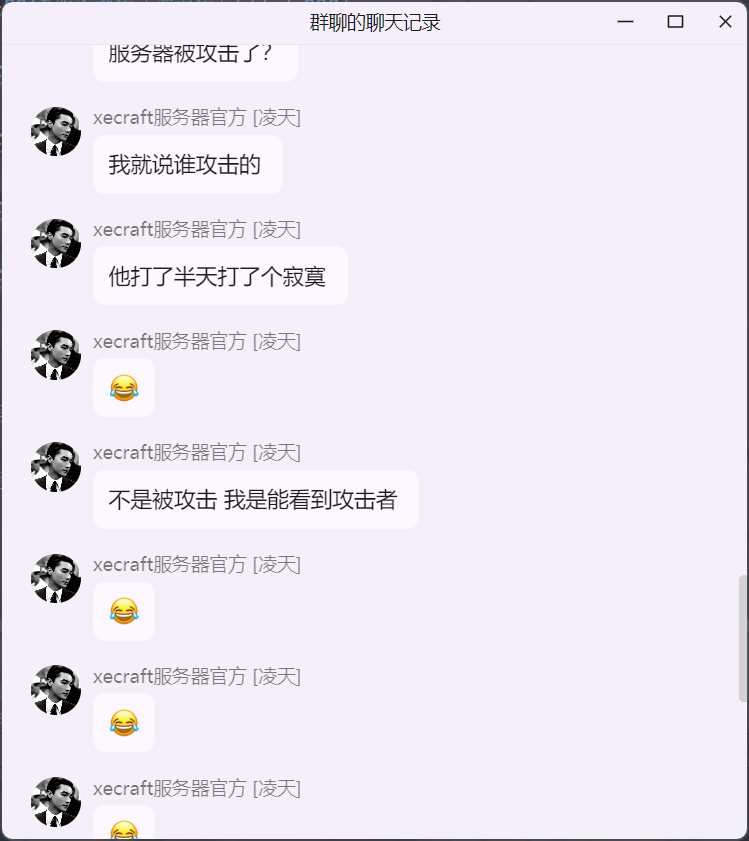 群聊的聊天记录
服务器被攻击了?
xecraft服务器官方 [凌天]
我就说谁攻击的
xecraft服务器官方 [凌天]
他打了半天打了个寂寞
xecraft服务器官方 [凌天]
😂
xecraft服务器官方 [凌天]
不是被攻击 我是能看到攻击者
xecraft服务器官方 [凌天]
😂
xecraft服务器官方 [凌天]
😂
xecraft服务器官方 [凌天]
😂